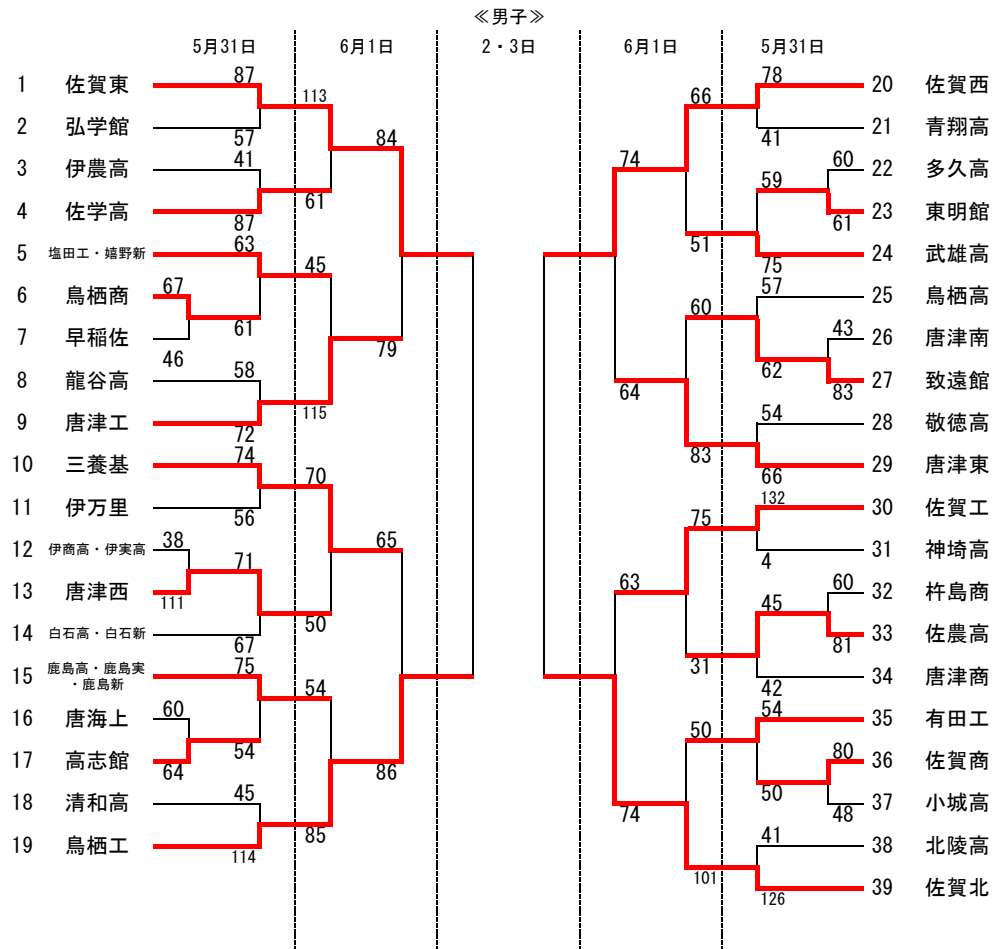 ≪男子≫
5月31日 6月1日 2・3日 6月1日 5月31日
1 佐賀東 87 113 66 78 20 佐賀西
2 弘学館 57 84 41 21 青翔高
3 伊農高 41 74 59 60 22 多久高
4 佐学高 87 61 61 23 東明館
5 塩田工・嬉野新 63 45 51 75 24 武雄高
6 鳥栖商 67 61 60 57 25 鳥栖高
7 早稲佐 46 79 43 26 唐津南
8 龍谷高 58 115 64 62 83 27 致遠館
9 唐津工 72 54 28 敬徳高
10 三養基 74 70 83 66 29 唐津東
11 伊万里 56 75 132 30 佐賀工
12 伊商高・伊実高 38 71 65 4 31 神埼高
13 唐津西 111 50 63 45 60 32 杵島商
14 白石高・白石新 67 81 33 佐農高
15 鹿島高・鹿島実
・鹿島新 75 54 31 42 34 唐津商
16 唐海上 60 54 50 54 35 有田工
17 高志館 64 86 80 36 佐賀商
18 清和高 45 85 74 50 48 37 小城高
19 鳥栖工 114 41 38 北陵高
101 126 39 佐賀北